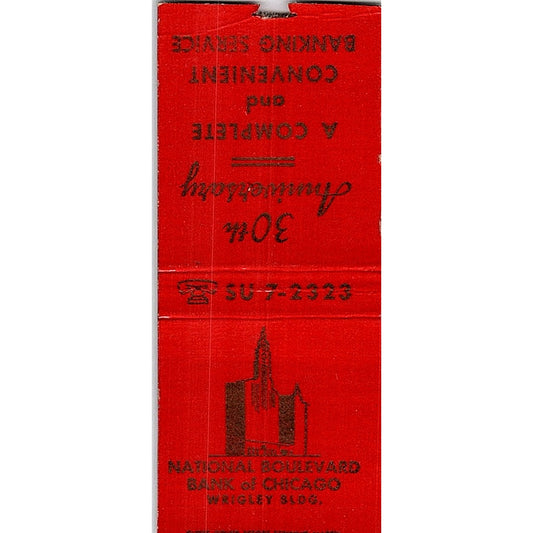 30th
Anniversary
A COMPLETE
and
CONVENIENT
BANKING SERVICE
SU 7-2323
NATIONAL BOULEVARD
BANK of CHICAGO
WRIGLEY BLDG.